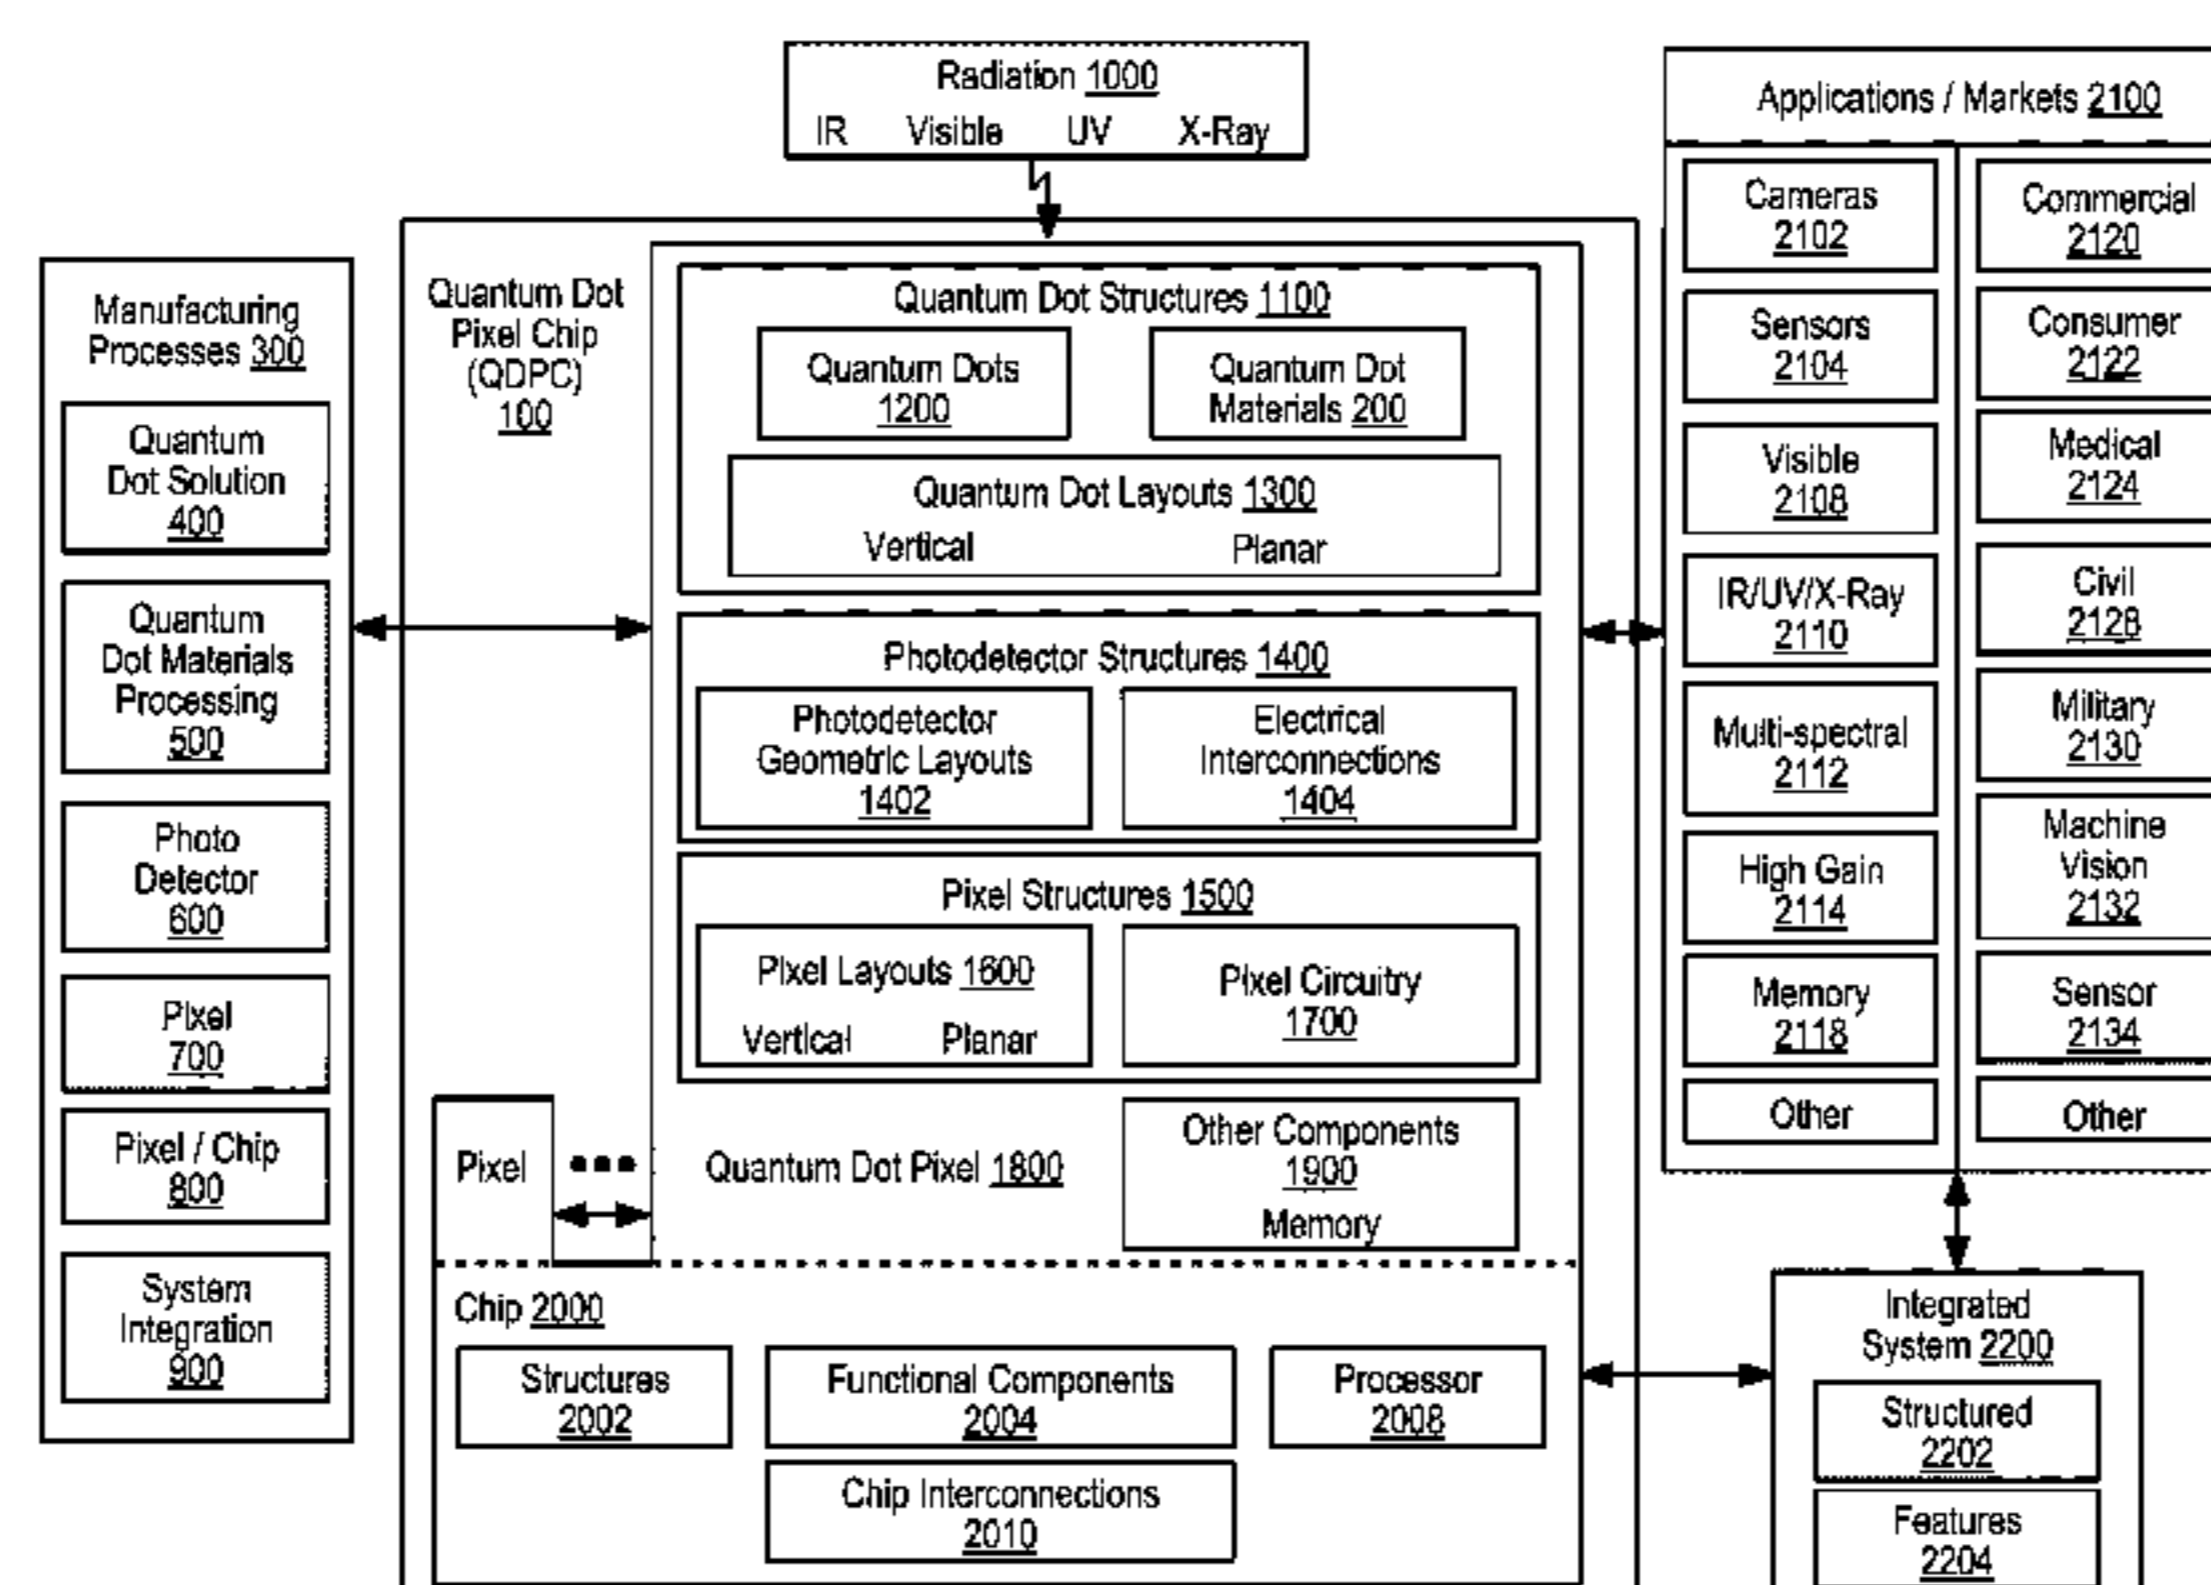 Radiation 1000
IR Visible UV X-Ray
Manufacturing
Processes 300
Quantum
Dot Solution
400
Quantum
Dot Materials
Processing
500
Photo
Detector
600
Pixel
700
Pixel / Chip
800
System
Integration
900
Quantum Dot
Pixel Chip
(QDPC)
100
Quantum Dot Structures 1100
Quantum Dots
1200
Quantum Dot
Materials 200
Quantum Dot Layouts 1300
Vertical Planar
Photodetector Structures 1400
Photodetector
Geometric Layouts
1402
Electrical
Interconnections
1404
Pixel Structures 1500
Pixel Layouts 1600
Vertical Planar
Pixel Circuitry
1700
Pixel
Quantum Dot Pixel 1800
Other Components
1900
Memory
Chip 2000
Structures
2002
Functional Components
2004
Processor
2008
Chip Interconnections
2010
Applications / Markets 2100
Cameras
2102
Sensors
2104
Visible
2108
IR/UV/X-Ray
2110
Multi-spectral
2112
High Gain
2114
Memory
2118
Other
Commercial
2120
Consumer
2122
Medical
2124
Civil
2128
Military
2130
Machine
Vision
2132
Sensor
2134
Other
Integrated
System 2200
Structured
2202
Features
2204